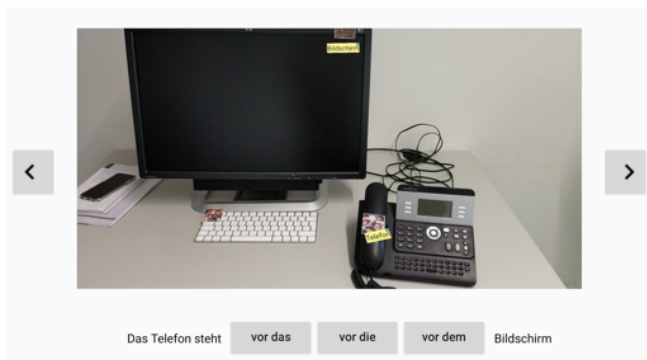 Bildschirm
Telefon
Das Telefon steht vor das vor die vor dem Bildschirm